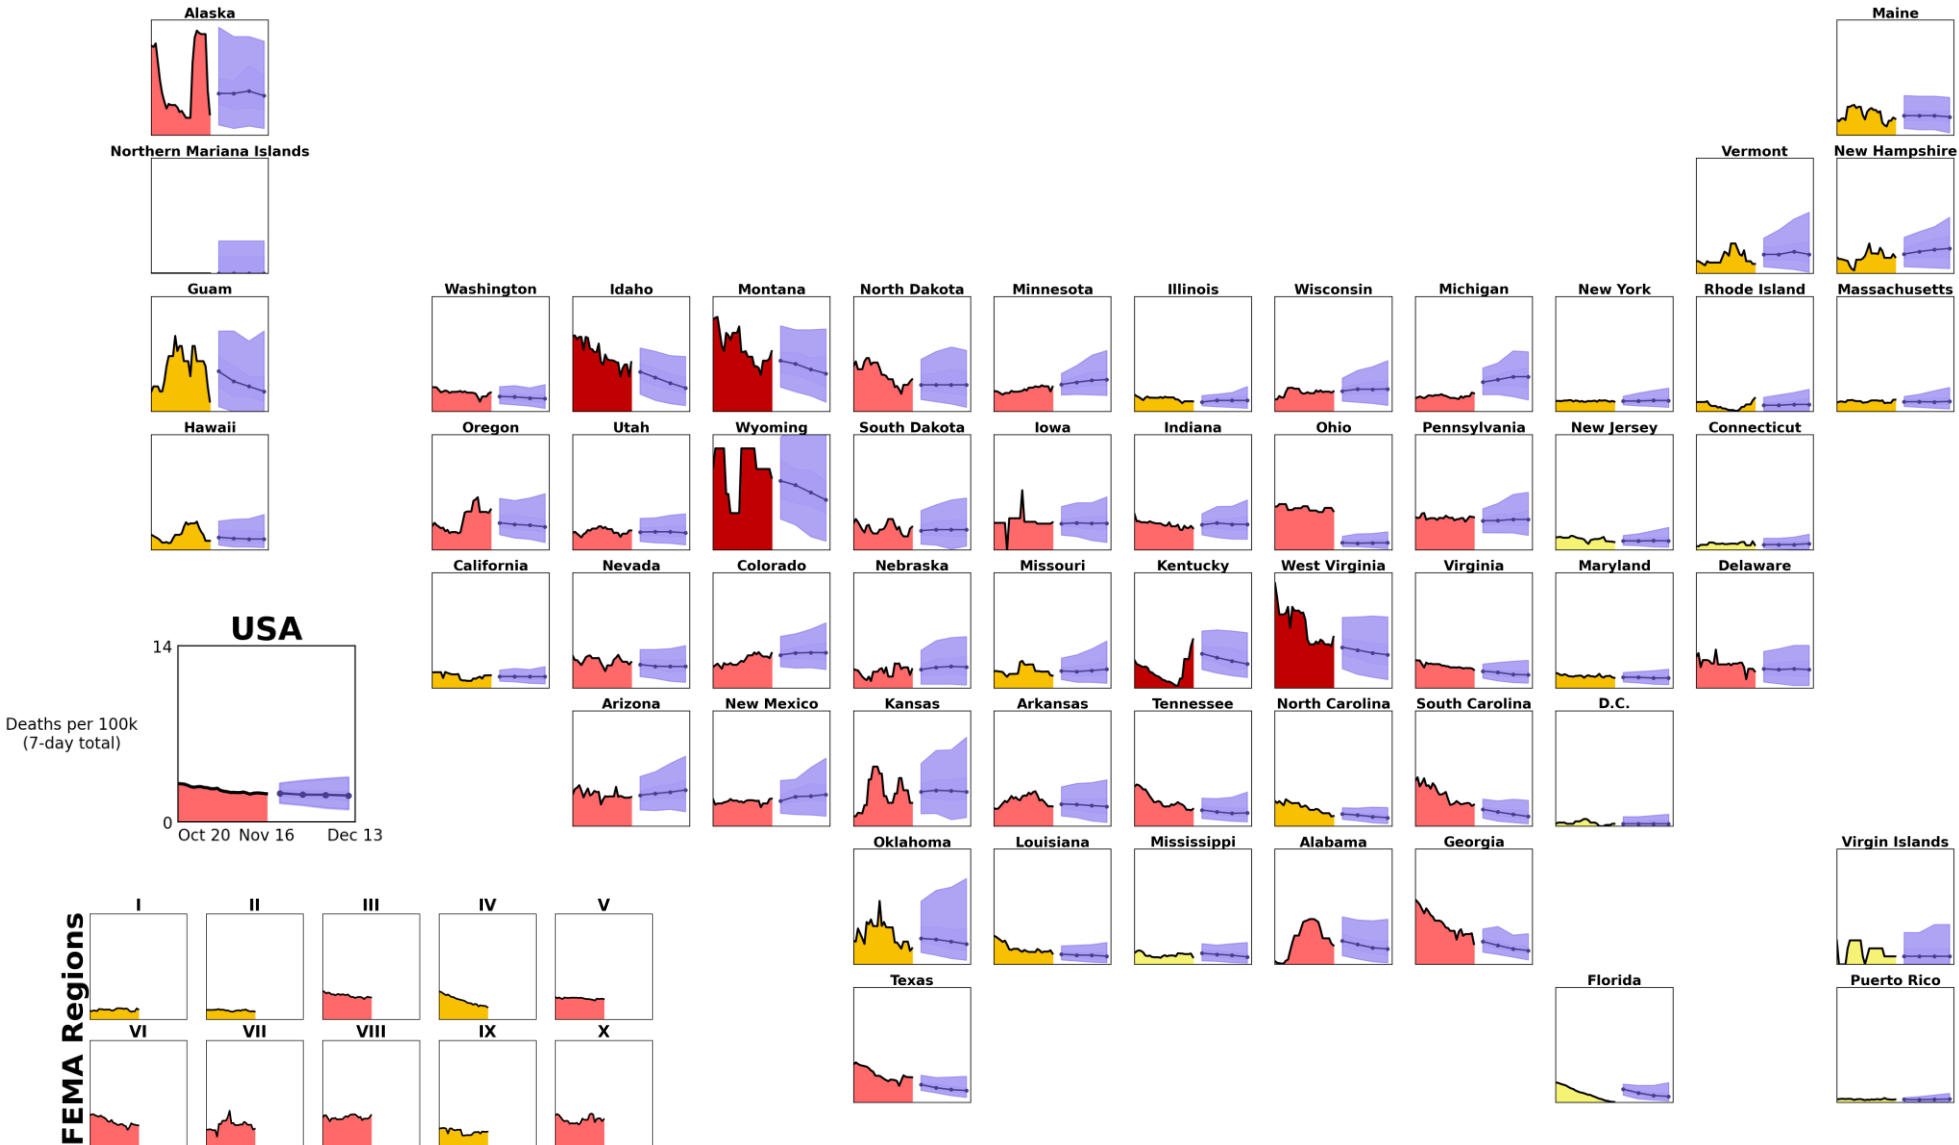 Alaska
Maine
Northern Mariana Islands
Vermont
New Hampshire
Guam
Washington
Idaho
Montana
North Dakota
Minnesota
Illinois
Wisconsin
Michigan
New York
Rhode Island
Massachusetts
Hawaii
Oregon
Utah
Wyoming
South Dakota
Iowa
Indiana
Ohio
Pennsylvania
New Jersey
Connecticut
California
Nevada
Colorado
Nebraska
Missouri
Kentucky
West Virginia
Virginia
Maryland
Delaware
USA
14
Deaths per 100k
(7-day total)
0
Oct 20
Nov 16
Dec 13
Arizona
New Mexico
Kansas
Arkansas
Tennessee
North Carolina
South Carolina
D.C.
Oklahoma
Louisiana
Mississippi
Alabama
Georgia
Virgin Islands
Texas
Florida
Puerto Rico
FEMA Regions
I
II
III
IV
V
VI
VII
VIII
IX
X